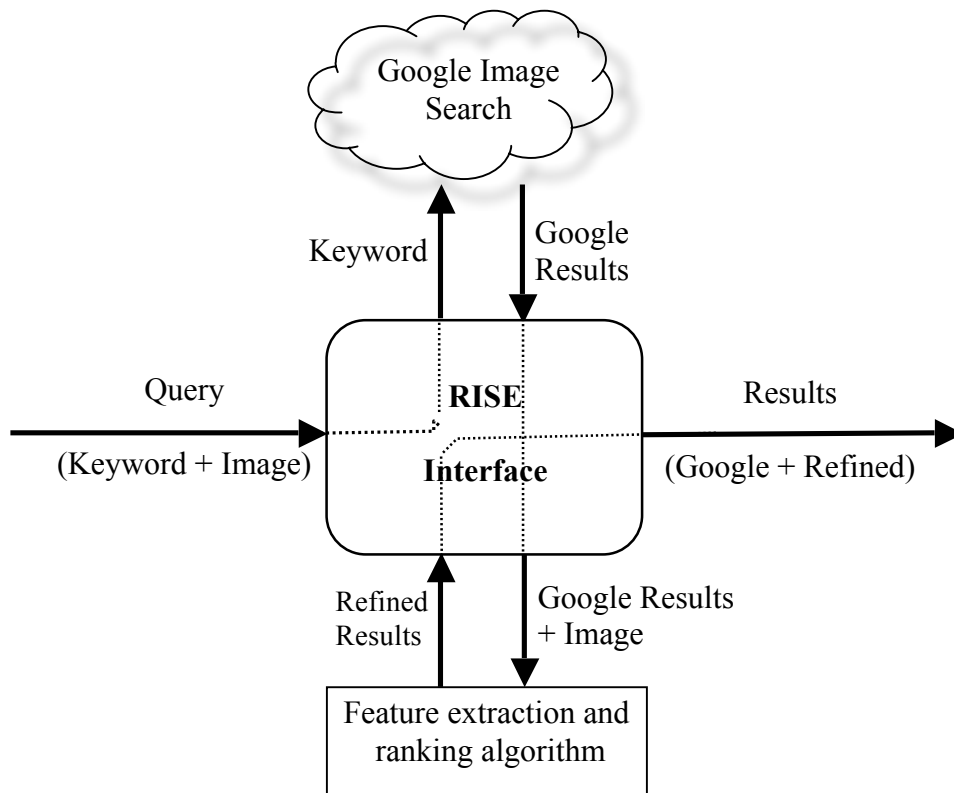 Google Image
Search
Keyword
Google
Results
Query
(Keyword + Image)
RISE
Interface
Results
(Google + Refined)
Refined
Results
Google Results
+ Image
Feature extraction and
ranking algorithm